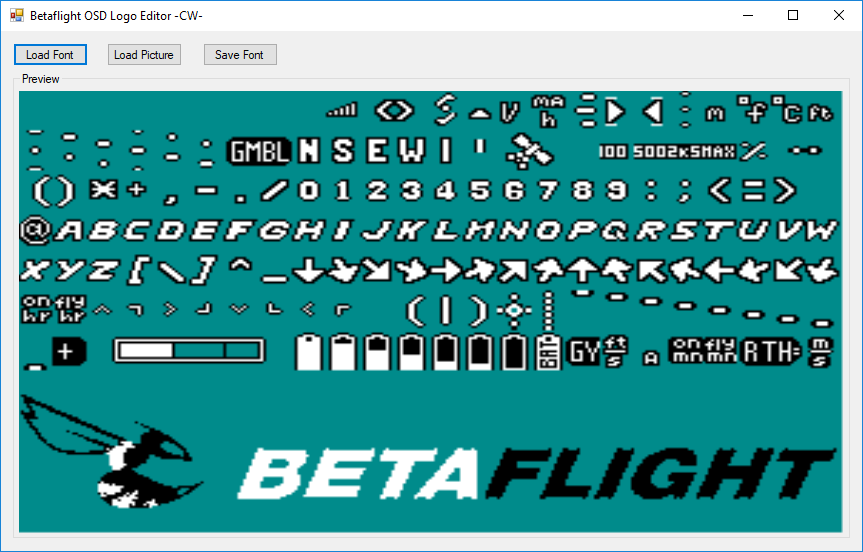 Betaflight OSD Logo Editor -CW-
Load Font Load Picture Save Font
Preview
V mA h m °F °C ft
GMBL N S E W I ' 100 500 2K5 MAX %
( ) * + , - . / 0 1 2 3 4 5 6 7 8 9 : ; < = >
@ A B C D E F G H I J K L M N O P Q R S T U V W
X Y Z [ \ ] ^ _
on hr fly hr ( | )
_ + GY ft/s A on mn fly mn RTH: m/s
BETAFLIGHT